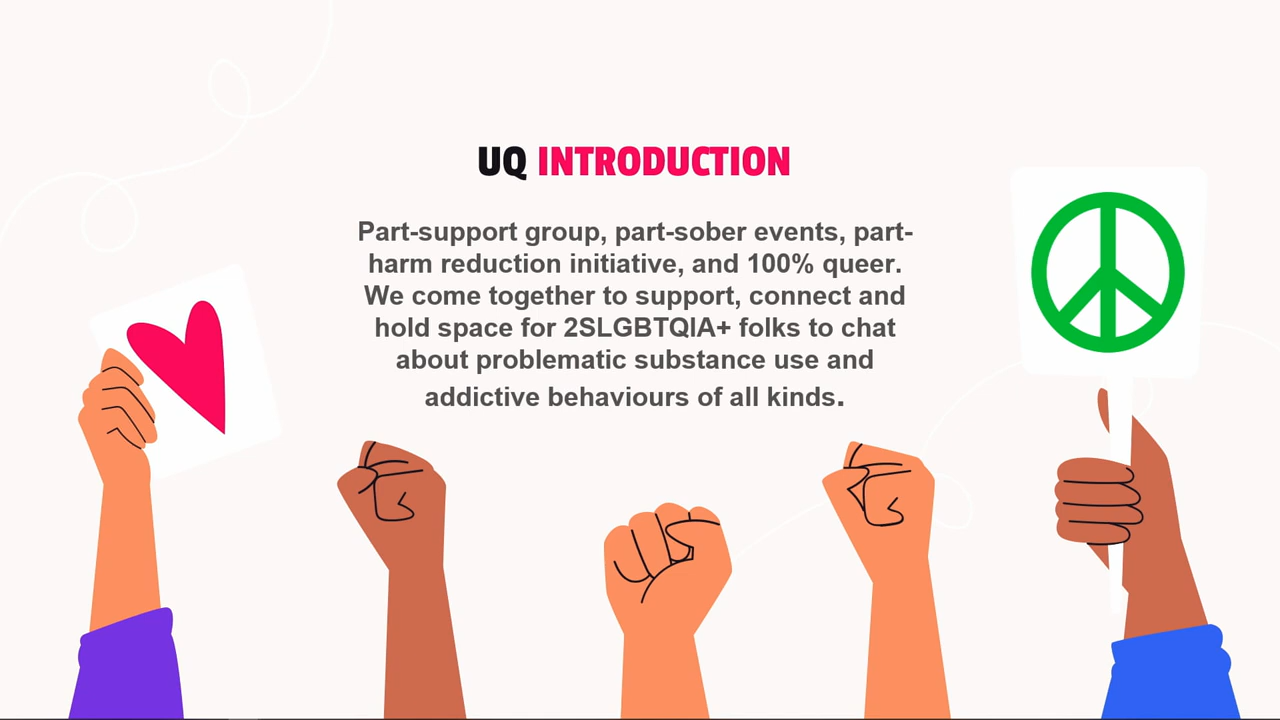 UQ INTRODUCTION
Part-support group, part-sober events, part-
harm reduction initiative, and 100% queer.
We come together to support, connect and
hold space for 2SLGBTQIA+ folks to chat
about problematic substance use and
addictive behaviours of all kinds.